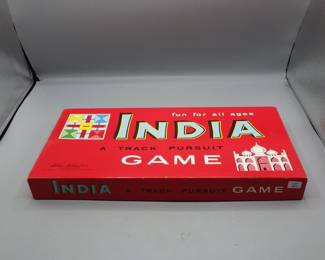 fun for all ages
INDIA
A TRACK PURSUIT
GAME
INDIA A TRACK PURSUIT GAME